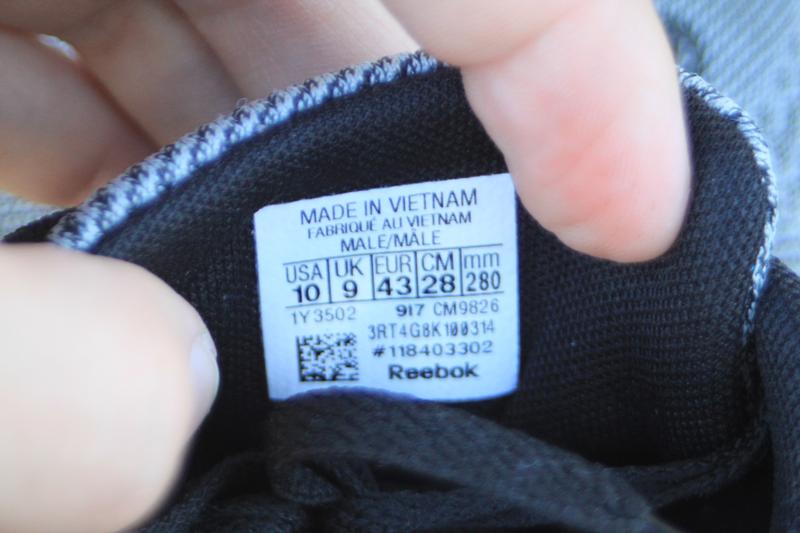 MADE IN VIETNAM
FABRIQUÉ AU VIETNAM
MALE/MÂLE
USA UK EUR CM mm
10 9 43 28 280
1Y3502 917 CM9826
3RT4G8K100314
#118403302
Reebok